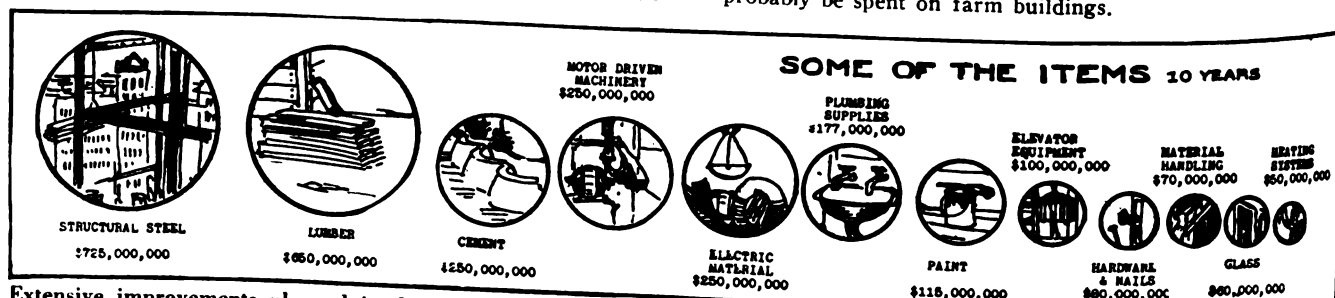 probably be spent on farm buildings.
SOME OF THE ITEMS 10 YEARS
STRUCTURAL STEEL
$725,000,000
LUMBER
$650,000,000
CEMENT
$250,000,000
MOTOR DRIVEN
MACHINERY
$250,000,000
ELECTRIC
MATERIAL
$250,000,000
PLUMBING
SUPPLIES
$177,000,000
PAINT
$115,000,000
ELEVATOR
EQUIPMENT
$100,000,000
HARDWARE
& NAILS
MATERIAL
HANDLING
$70,000,000
GLASS
$60,000,000
HEATING
SYSTEMS
$50,000,000
Extensive improvements